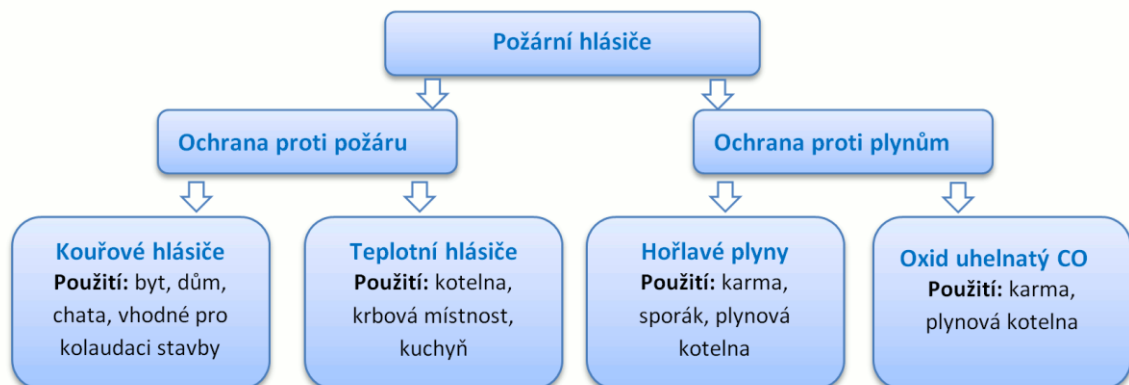 Požární hlásiče
Ochrana proti požáru
Ochrana proti plynům
Kouřové hlásiče
Použití: byt, dům,
chata, vhodné pro
kolaudaci stavby
Teplotní hlásiče
Použití: kotelna,
krbová místnost,
kuchyň
Hořlavé plyny
Použití: karma,
sporák, plynová
kotelna
Oxid uhelnatý CO
Použití: karma,
plynová kotelna